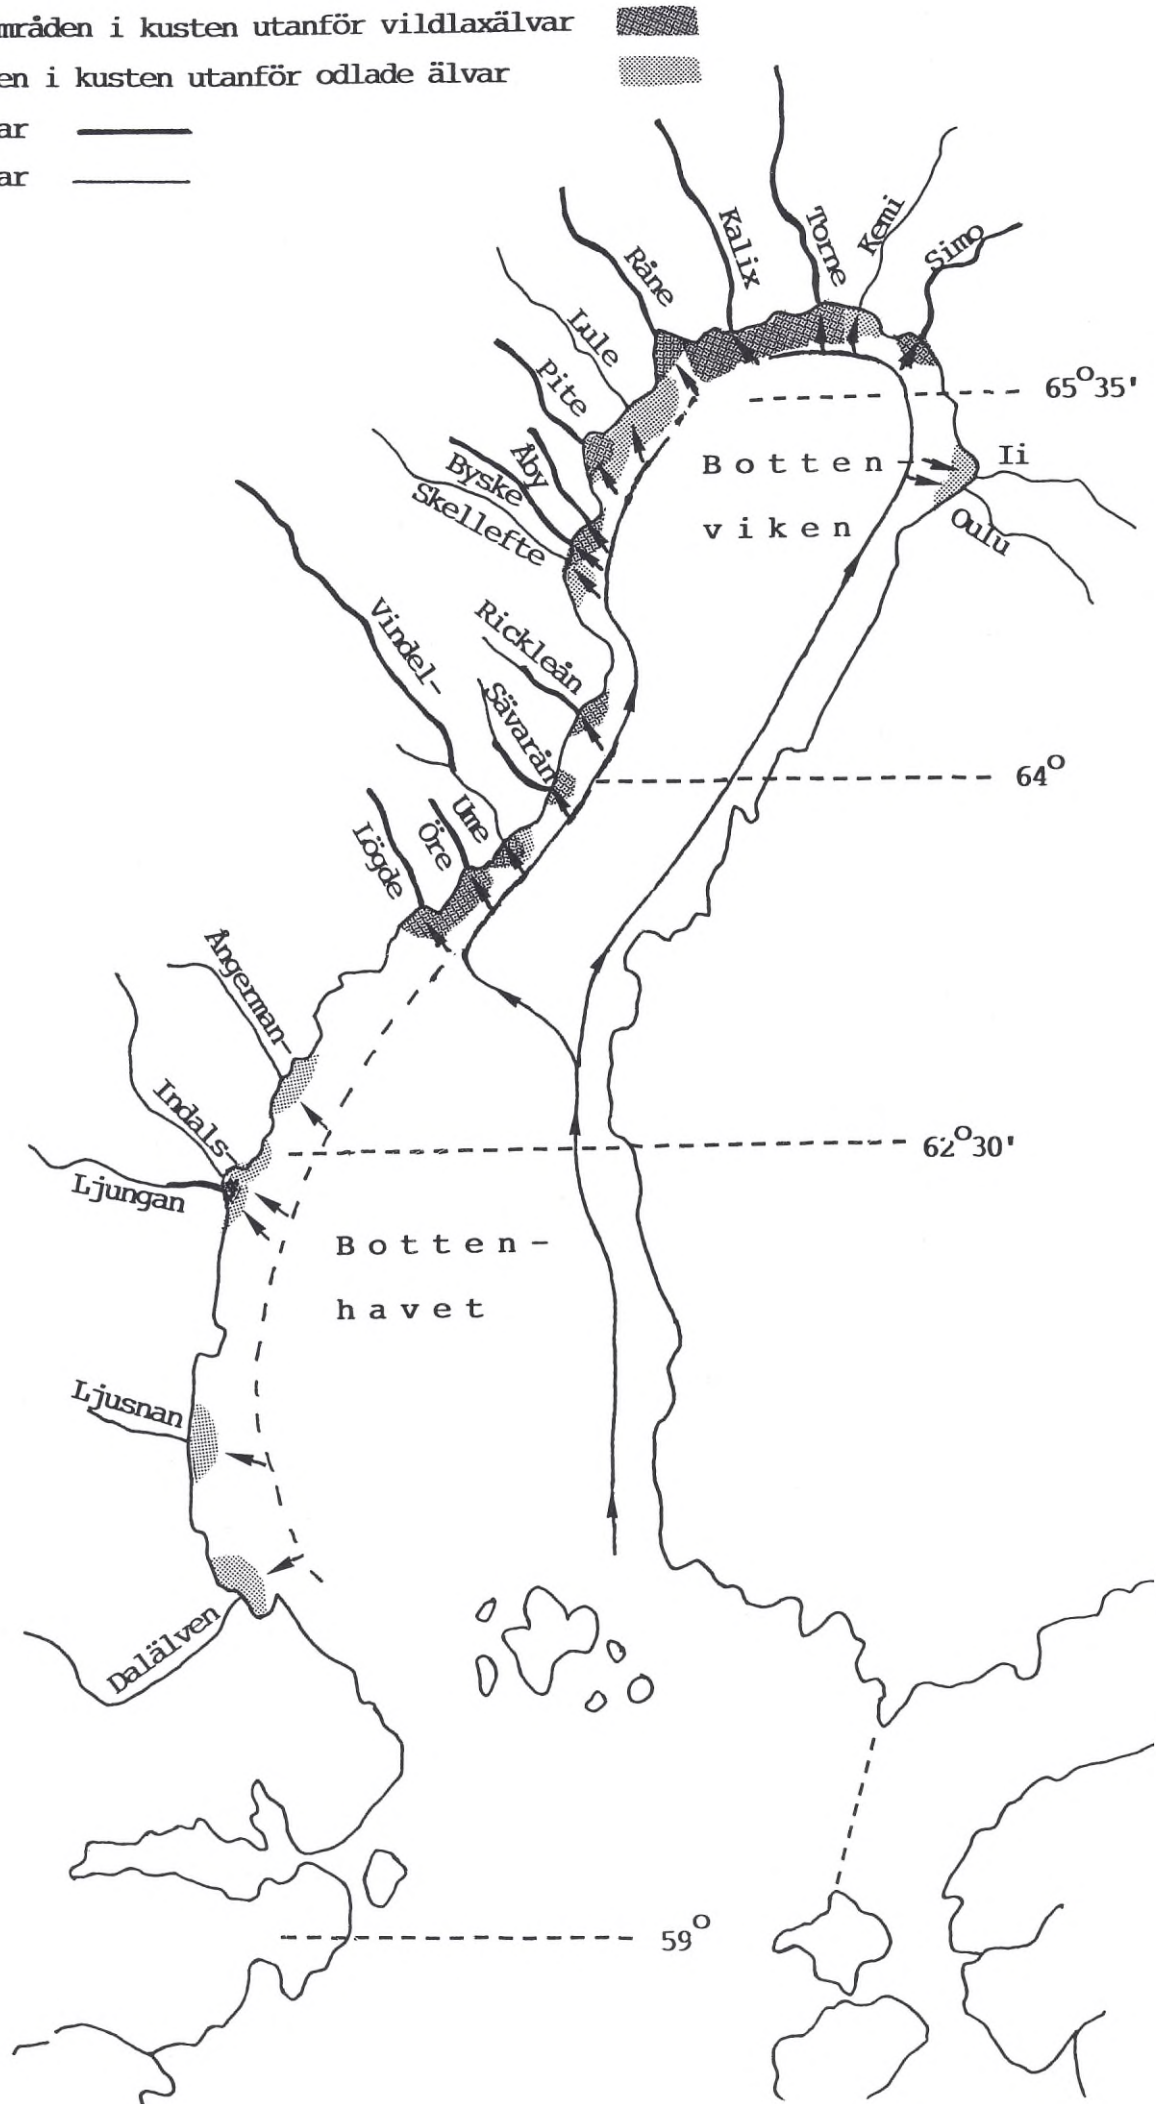 mråden i kusten utanför vildlaxälvar
en i kusten utanför odlade älvar
ar
ar
Simo
Kemi
Torne
Kalix
Råne
Lule
Pite
65°35'
Åby
Byske
Skellefte
Botten-
viken
Ii
Oulu
Vindel-
Rickleån
Sävarån
64°
Ume
Öre
Lögde
Ångerman-
Indals-
62°30'
Ljungan
Botten-
havet
Ljusnan
Dalälven
59°